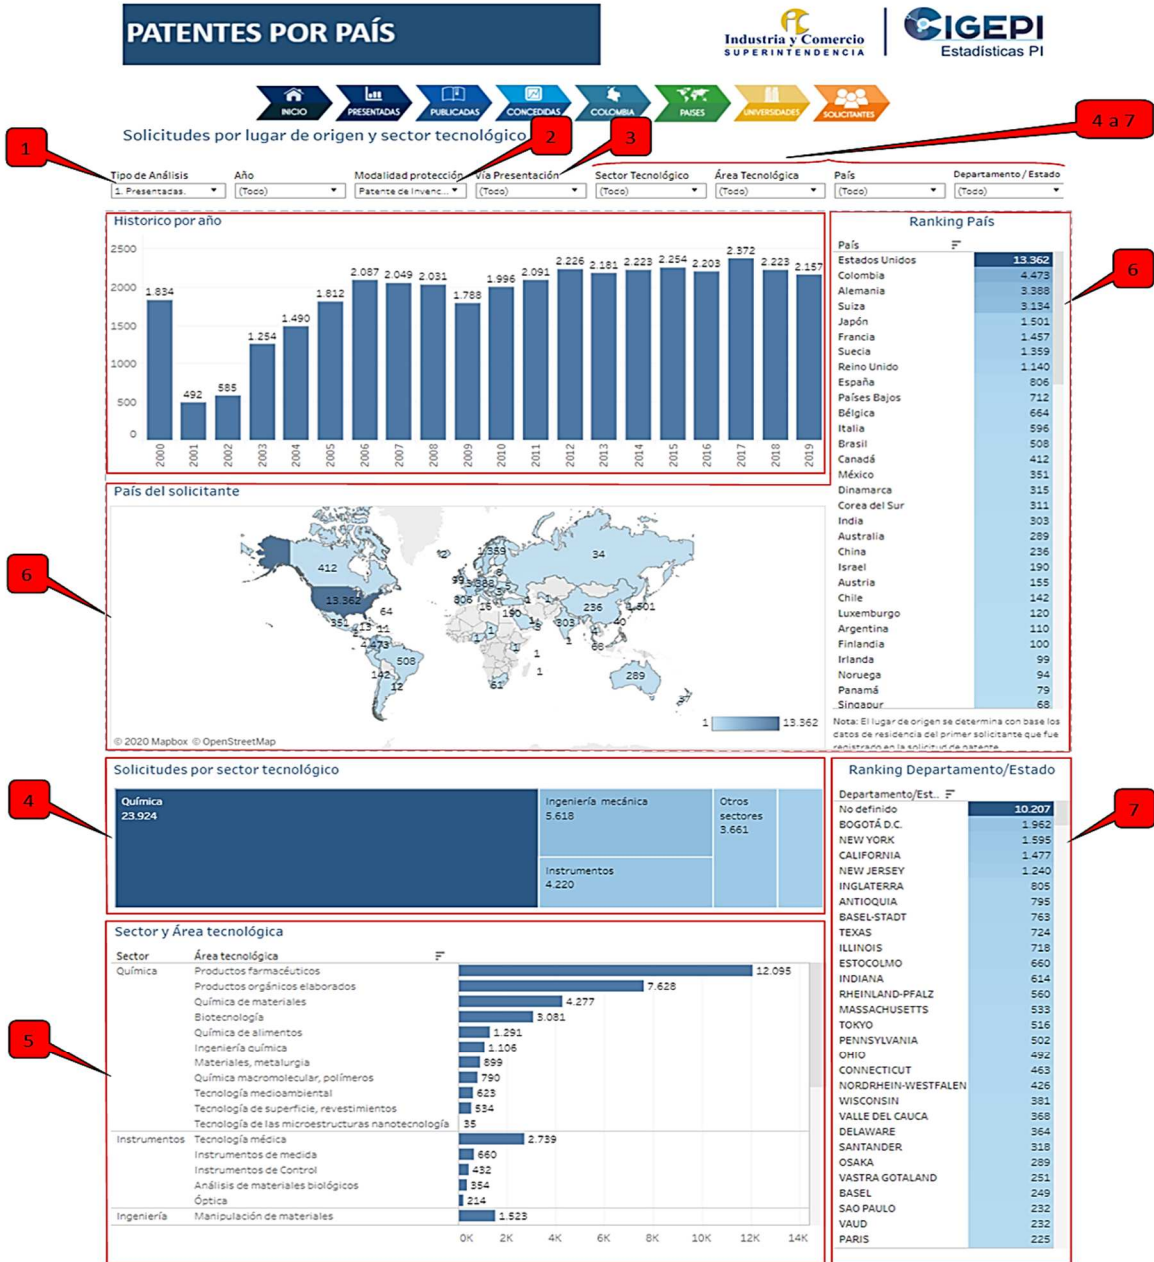 PATENTES POR PAÍS
Industria y Comercio
SUPERINTENDENCIA
CIGEPI
Estadísticas PI
INICIO
PRESENTADAS
PUBLICADAS
CONCEDIDAS
COLOMBIA
PAISES
UNIVERSIDADES
SOLICITANTES
Solicitudes por lugar de origen y sector tecnológico
1
2
3
4 a 7
Tipo de Análisis
Año
Modalidad protección
Vía Presentación
Sector Tecnológico
Área Tecnológica
País
Departamento / Estado
1. Presentadas.
(Todo)
Patente de Invenc...
(Todo)
(Todo)
(Todo)
(Todo)
(Todo)
Historico por año
2500
2000
1500
1000
500
0
1.834
492
585
1.254
1.490
1.812
2.087
2.049
2.031
1.788
1.996
2.091
2.226
2.181
2.223
2.254
2.203
2.372
2.223
2.157
2000
2001
2002
2003
2004
2005
2006
2007
2008
2009
2010
2011
2012
2013
2014
2015
2016
2017
2018
2019
Ranking País
País
Estados Unidos 13.362
Colombia 4.473
Alemania 3.388
Suiza 3.134
Japón 1.501
Francia 1.457
Suecia 1.359
Reino Unido 1.140
España 806
Países Bajos 712
Bélgica 664
Italia 596
Brasil 508
Canadá 412
México 351
Dinamarca 315
Corea del Sur 311
India 303
Australia 289
China 236
Israel 190
Austria 155
Chile 142
Luxemburgo 120
Argentina 110
Finlandia 100
Irlanda 99
Noruega 94
Panamá 79
Singapur 68
Nota: El lugar de origen se determina con base los
datos de residencia del primer solicitante que fue
registrado en la solicitud de patente
6
País del solicitante
412
13.362
64
351
13
11
4.473
508
142
12
2
1.359
34
99
806
16
190
236
1.501
303
40
68
1
1
1
1
1
61
289
1
13.362
© 2020 Mapbox © OpenStreetMap
6
Solicitudes por sector tecnológico
Química
23.924
Ingeniería mecánica
5.618
Instrumentos
4.220
Otros
sectores
3.661
4
Ranking Departamento/Estado
Departamento/Est..
No definido 10.207
BOGOTÁ D.C. 1.962
NEW YORK 1.595
CALIFORNIA 1.477
NEW JERSEY 1.240
INGLATERRA 805
ANTIOQUIA 795
BASEL-STADT 763
TEXAS 724
ILLINOIS 718
ESTOCOLMO 660
INDIANA 614
RHEINLAND-PFALZ 560
MASSACHUSETTS 533
TOKYO 516
PENNSYLVANIA 502
OHIO 492
CONNECTICUT 463
NORDRHEIN-WESTFALEN 426
WISCONSIN 381
VALLE DEL CAUCA 368
DELAWARE 364
SANTANDER 318
OSAKA 289
VASTRA GOTALAND 251
BASEL 249
SAO PAULO 232
VAUD 232
PARIS 225
7
Sector y Área tecnológica
Sector Área tecnológica
Química Productos farmacéuticos 12.095
Productos orgánicos elaborados 7.628
Química de materiales 4.277
Biotecnología 3.081
Química de alimentos 1.291
Ingeniería química 1.106
Materiales, metalurgia 899
Química macromolecular, polímeros 790
Tecnología medioambiental 623
Tecnología de superficie, revestimientos 534
Tecnología de las microestructuras nanotecnología 35
Instrumentos Tecnología médica 2.739
Instrumentos de medida 660
Instrumentos de Control 432
Análisis de materiales biológicos 354
Óptica 214
Ingeniería Manipulación de materiales 1.523
0K 2K 4K 6K 8K 10K 12K 14K
5